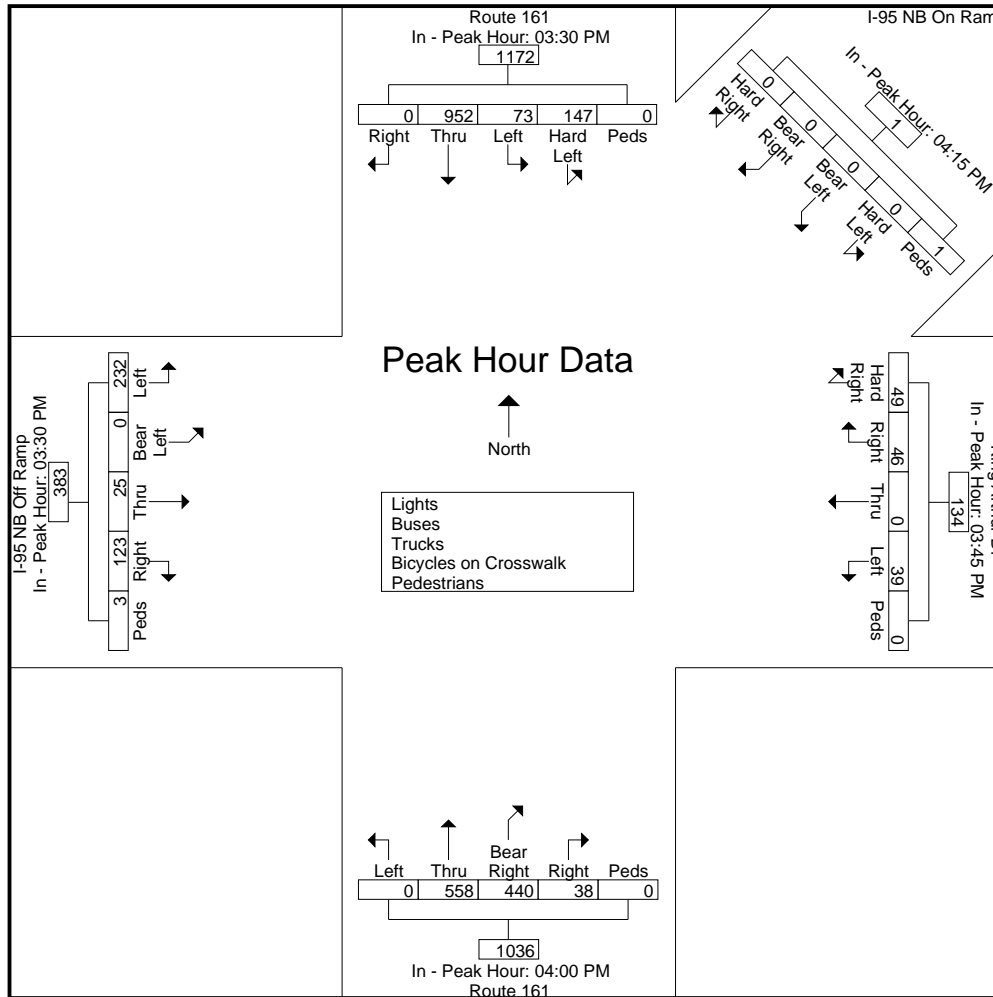 Route 161
In - Peak Hour: 03:30 PM
1172
0 952 73 147 0
Right Thru Left Hard Left Peds
I-95 NB On Ram
In - Peak Hour: 04:15 PM
1
0 0 0 0 1
Hard Right
Bear Right
Bear Left
Hard Left
Peds
Peak Hour Data
North
Lights
Buses
Trucks
Bicycles on Crosswalk
Pedestrians
I-95 NB Off Ramp
In - Peak Hour: 03:30 PM
383
232 0 25 123 3
Left
Bear Left
Thru
Right
Peds
In - Peak Hour: 03:45 PM
134
49 46 0 39 0
Hard Right
Right
Thru
Left
Peds
Bear
Left Thru Right Right Peds
0 558 440 38 0
1036
In - Peak Hour: 04:00 PM
Route 161